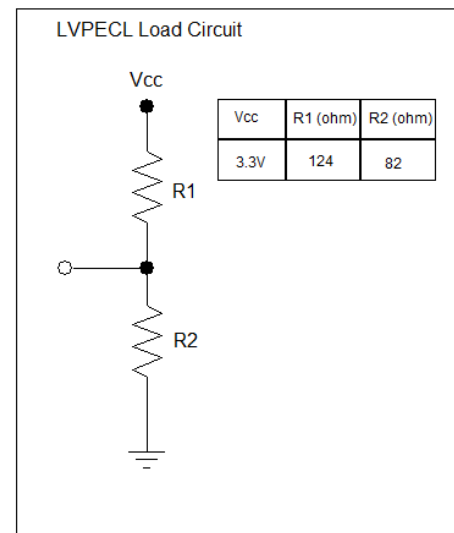 LVPECL Load Circuit
Vcc
Vcc R1 (ohm) R2 (ohm)
3.3V 124 82
R1
R2